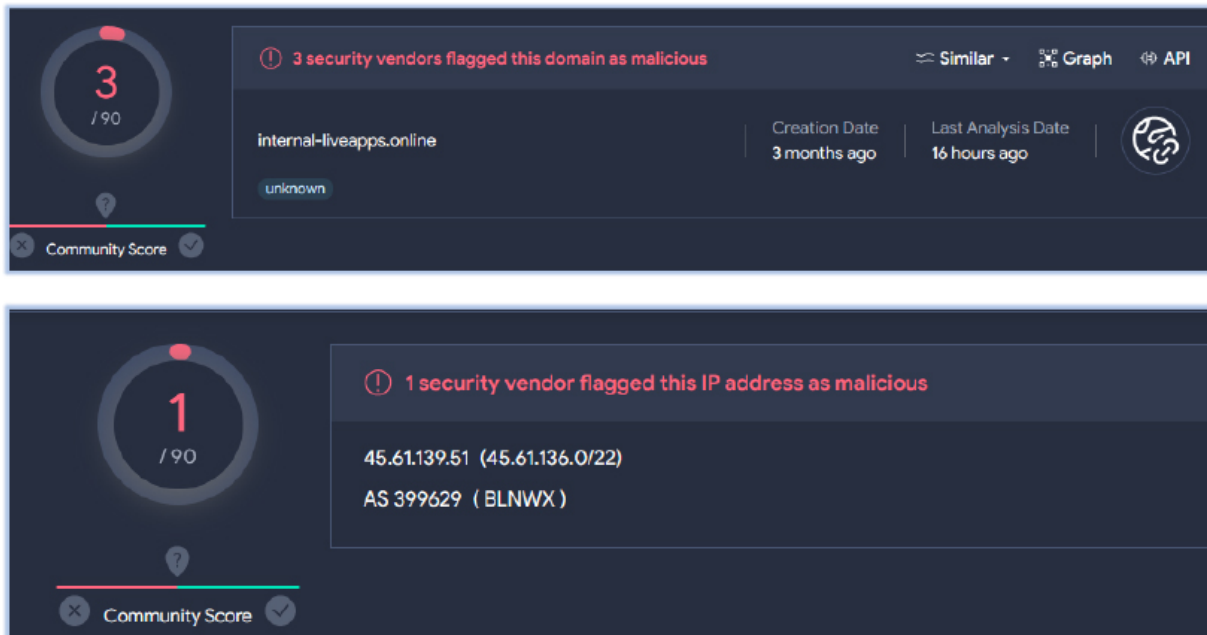 3
/ 90
Community Score
3 security vendors flagged this domain as malicious
Similar
Graph
API
internal-liveapps.online
unknown
Creation Date
3 months ago
Last Analysis Date
16 hours ago
1
/ 90
Community Score
1 security vendor flagged this IP address as malicious
45.61.139.51 (45.61.136.0/22)
AS 399629 ( BLNWX )